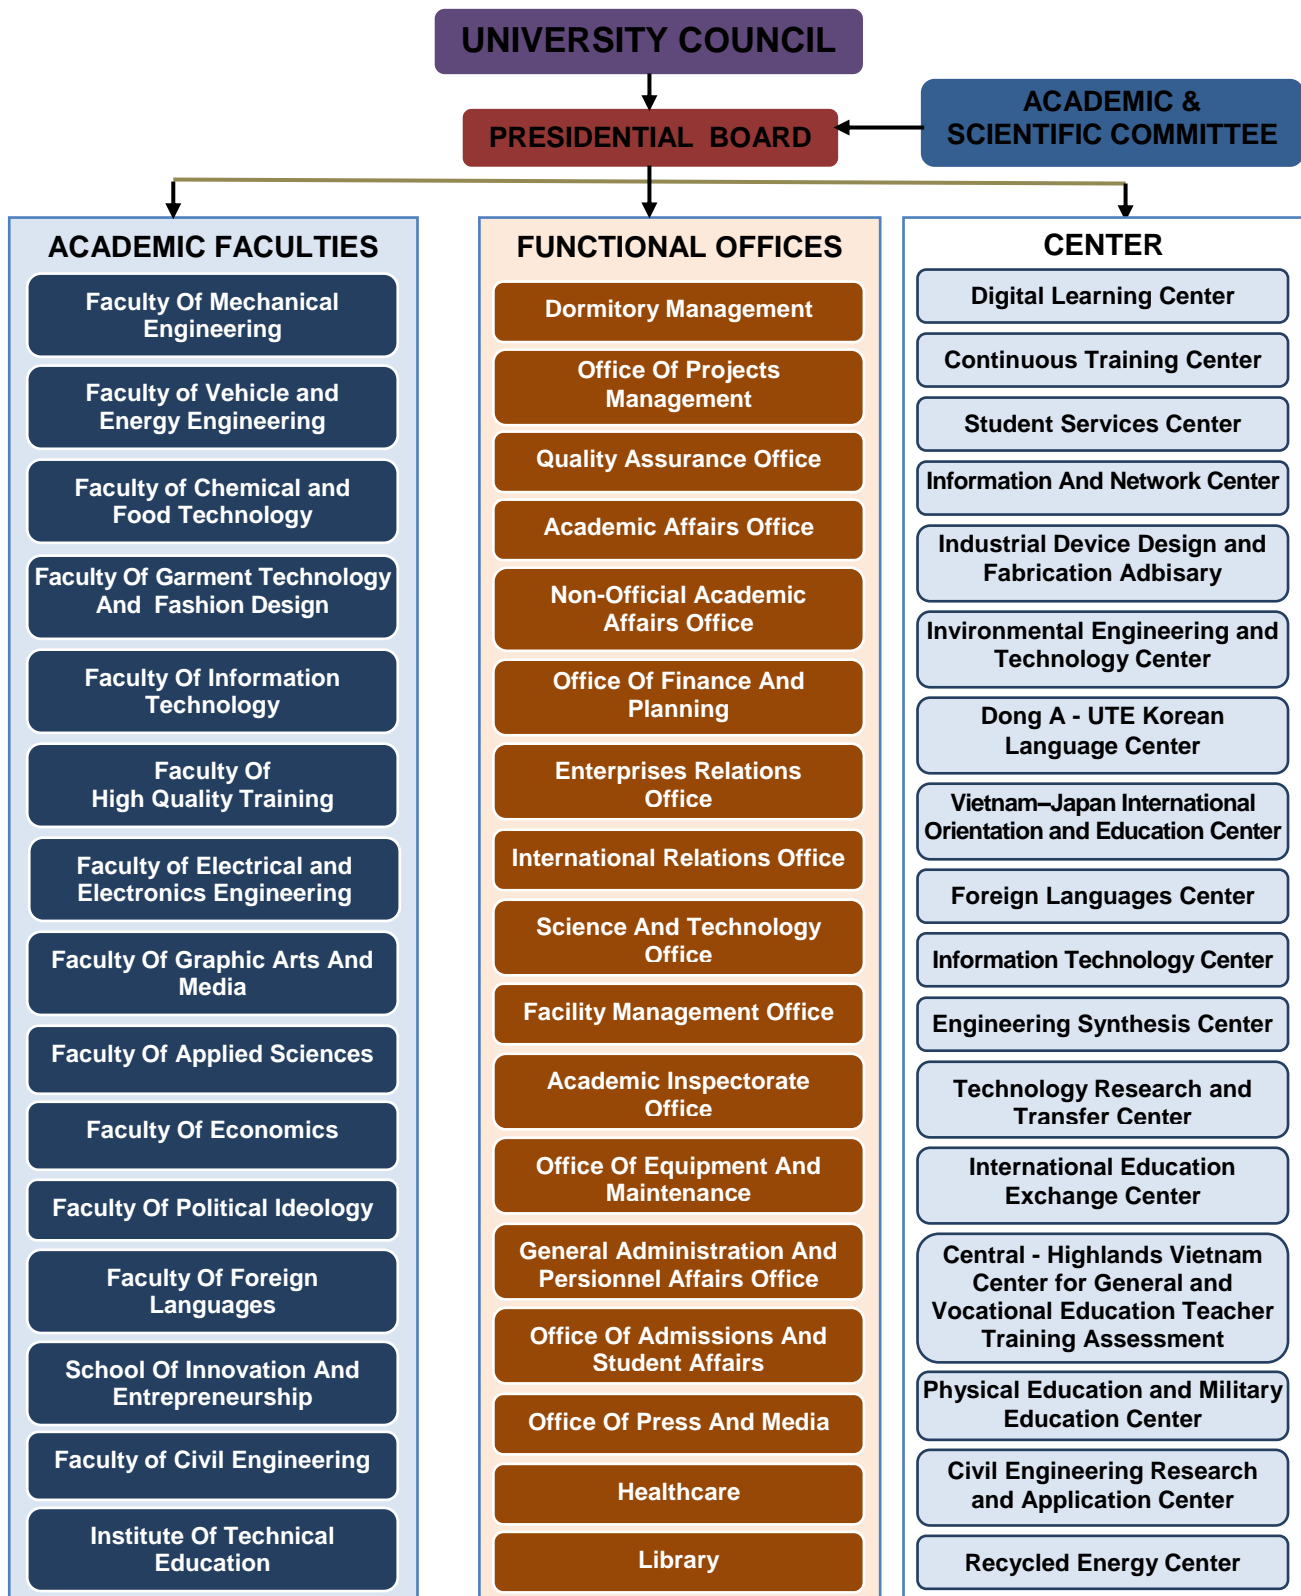 UNIVERSITY COUNCIL
PRESIDENTIAL BOARD
ACADEMIC &
SCIENTIFIC COMMITTEE
ACADEMIC FACULTIES
Faculty Of Mechanical
Engineering
Faculty of Vehicle and
Energy Engineering
Faculty of Chemical and
Food Technology
Faculty Of Garment Technology
And Fashion Design
Faculty Of Information
Technology
Faculty Of
High Quality Training
Faculty of Electrical and
Electronics Engineering
Faculty Of Graphic Arts And
Media
Faculty Of Applied Sciences
Faculty Of Economics
Faculty Of Political Ideology
Faculty Of Foreign
Languages
School Of Innovation And
Entrepreneurship
Faculty of Civil Engineering
Institute Of Technical
Education
FUNCTIONAL OFFICES
Dormitory Management
Office Of Projects
Management
Quality Assurance Office
Academic Affairs Office
Non-Official Academic
Affairs Office
Office Of Finance And
Planning
Enterprises Relations
Office
International Relations Office
Science And Technology
Office
Facility Management Office
Academic Inspectorate
Office
Office Of Equipment And
Maintenance
General Administration And
Persionnel Affairs Office
Office Of Admissions And
Student Affairs
Office Of Press And Media
Healthcare
Library
CENTER
Digital Learning Center
Continuous Training Center
Student Services Center
Information And Network Center
Industrial Device Design and
Fabrication Adbisary
Invironmental Engineering and
Technology Center
Dong A - UTE Korean
Language Center
Vietnam–Japan International
Orientation and Education Center
Foreign Languages Center
Information Technology Center
Engineering Synthesis Center
Technology Research and
Transfer Center
International Education
Exchange Center
Central - Highlands Vietnam
Center for General and
Vocational Education Teacher
Training Assessment
Physical Education and Military
Education Center
Civil Engineering Research
and Application Center
Recycled Energy Center